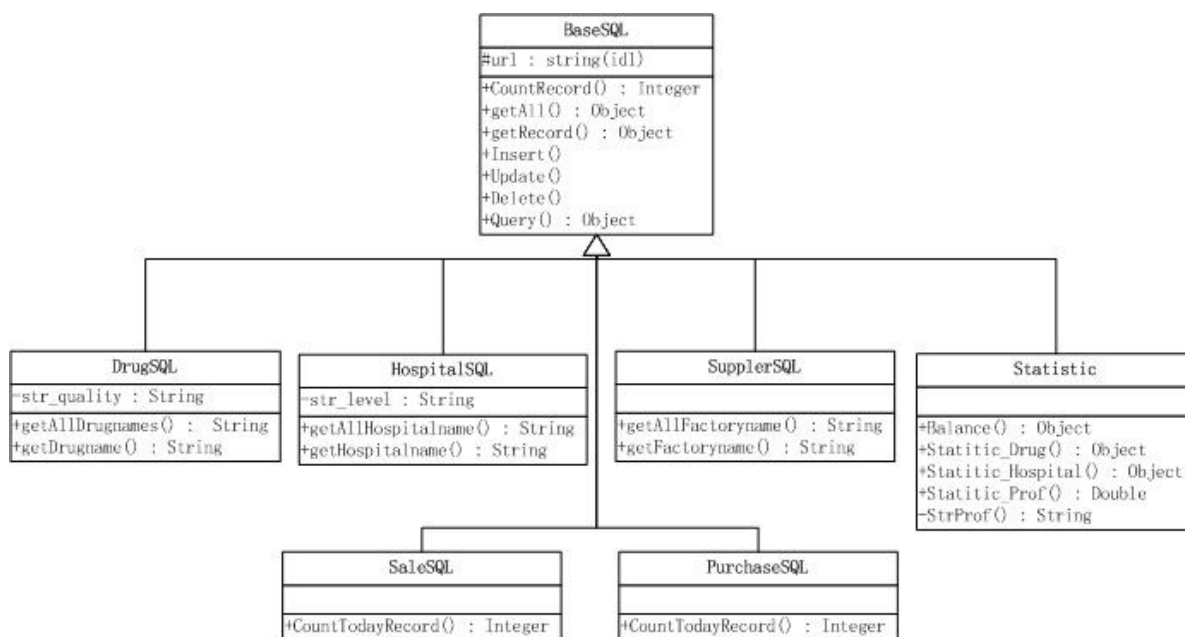 BaseSQL
#url : string(idl)
+CountRecord() : Integer
+getAll() : Object
+getRecord() : Object
+Insert()
+Update()
+Delete()
+Query() : Object
DrugSQL
-str_quality : String
+getAllDrugnames() : String
+getDrugname() : String
HospitalSQL
-str_level : String
+getAllHospitalname() : String
+getHospitalname() : String
SupplerSQL
+getAllFactoryname() : String
+getFactoryname() : String
Statistic
+Balance() : Object
+Statitic_Drug() : Object
+Statitic_Hospital() : Object
+Statitic_Prof() : Double
-StrProf() : String
SaleSQL
+CountTodayRecord() : Integer
PurchaseSQL
+CountTodayRecord() : Integer